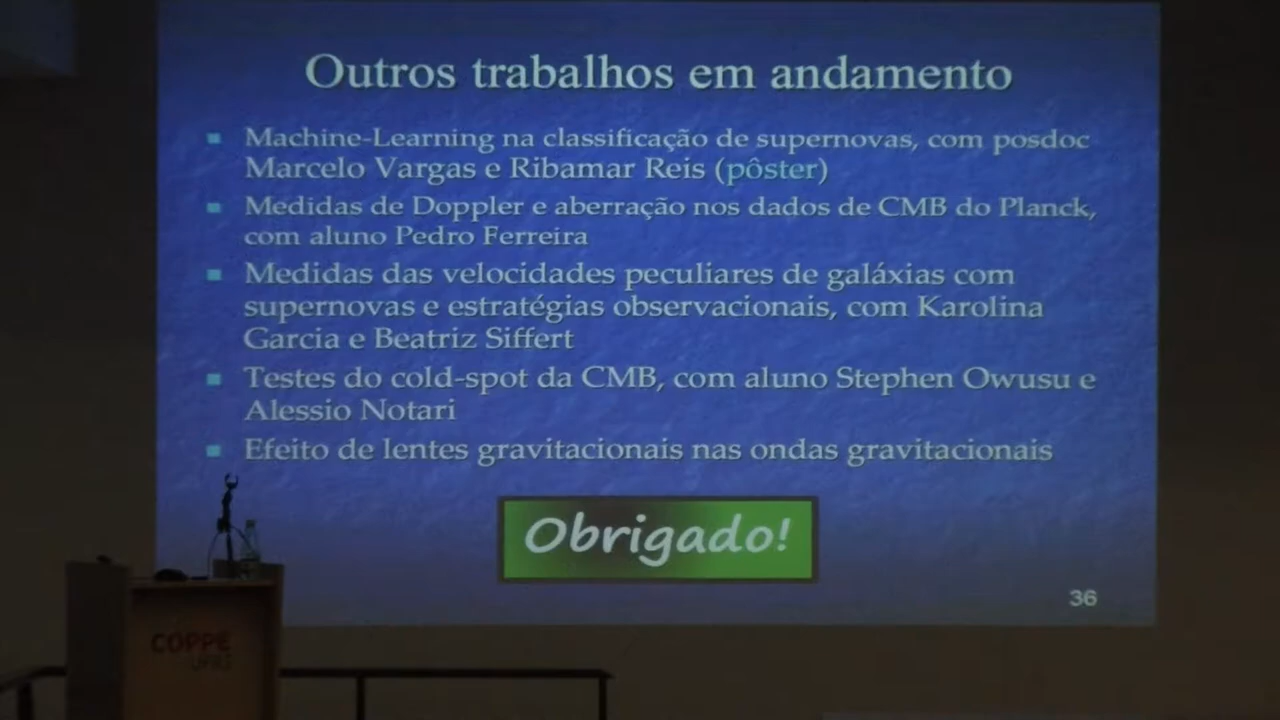 Outros trabalhos em andamento
Machine-Learning na classificação de supernovas, com posdoc
Marcelo Vargas e Ribamar Reis (pôster)
Medidas de Doppler e aberração nos dados de CMB do Planck,
com aluno Pedro Ferreira
Medidas das velocidades peculiares de galáxias com
supernovas e estratégias observacionais, com Karolina
Garcia e Beatriz Siffert
Testes do cold-spot da CMB, com aluno Stephen Owusu e
Alessio Notari
Efeito de lentes gravitacionais nas ondas gravitacionais
Obrigado!
36
COPPE
UFRJ